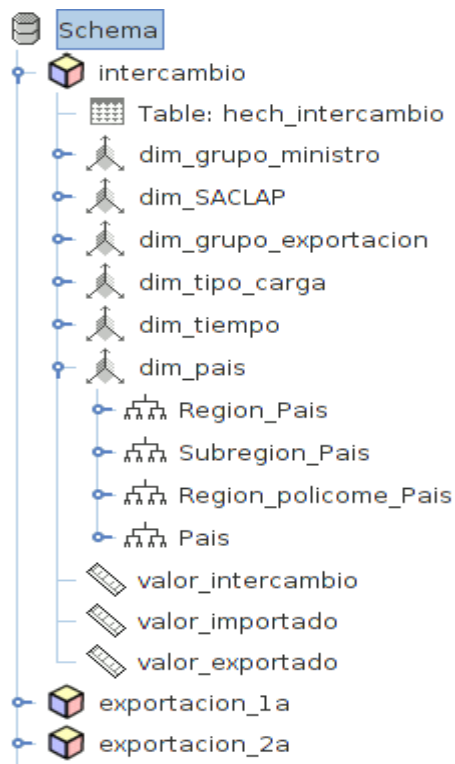 Schema
intercambio
Table: hech_intercambio
dim_grupo_ministro
dim_SACLAP
dim_grupo_exportacion
dim_tipo_carga
dim_tiempo
dim_pais
Region_Pais
Subregion_Pais
Region_policome_Pais
Pais
valor_intercambio
valor_importado
valor_exportado
exportacion_1a
exportacion_2a